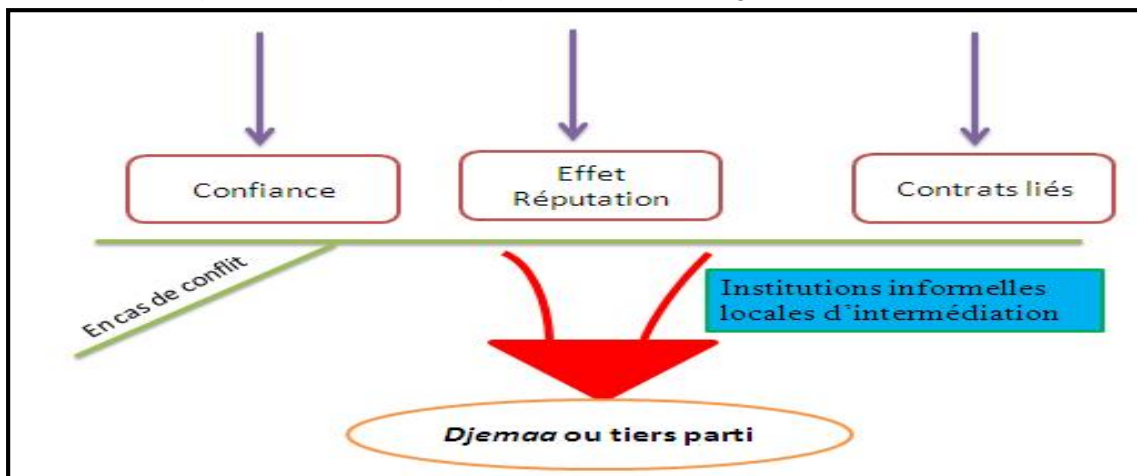 Confiance
Effet
Réputation
Contrats liés
En cas de conflit
Institutions informelles
locales d'intermédiation
Djemaa ou tiers parti